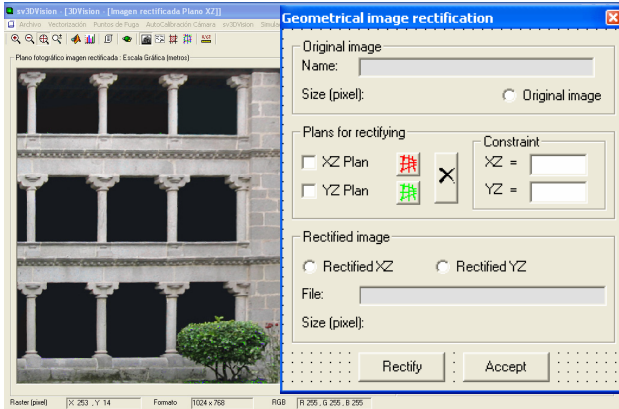 sv3DVision - [3DVision - [Imagen rectificada Plano XZ]]
Archivo Vectorización Puntos de Fuga AutoCalibración Cámara sv3DVision Simula
Plano fotográfico imagen rectificada : Escala Gráfica (metros)
Raster (pixel) X 253 , Y 14 Formato 1024 x 768 RGB R 255 , G 255 , B 255
Geometrical image rectification
Original image
Name:
Size (pixel): Original image
Plans for rectifying
Constraint
XZ Plan XZ =
YZ Plan YZ =
Rectified image
Rectified XZ Rectified YZ
File:
Size (pixel):
Rectify Accept